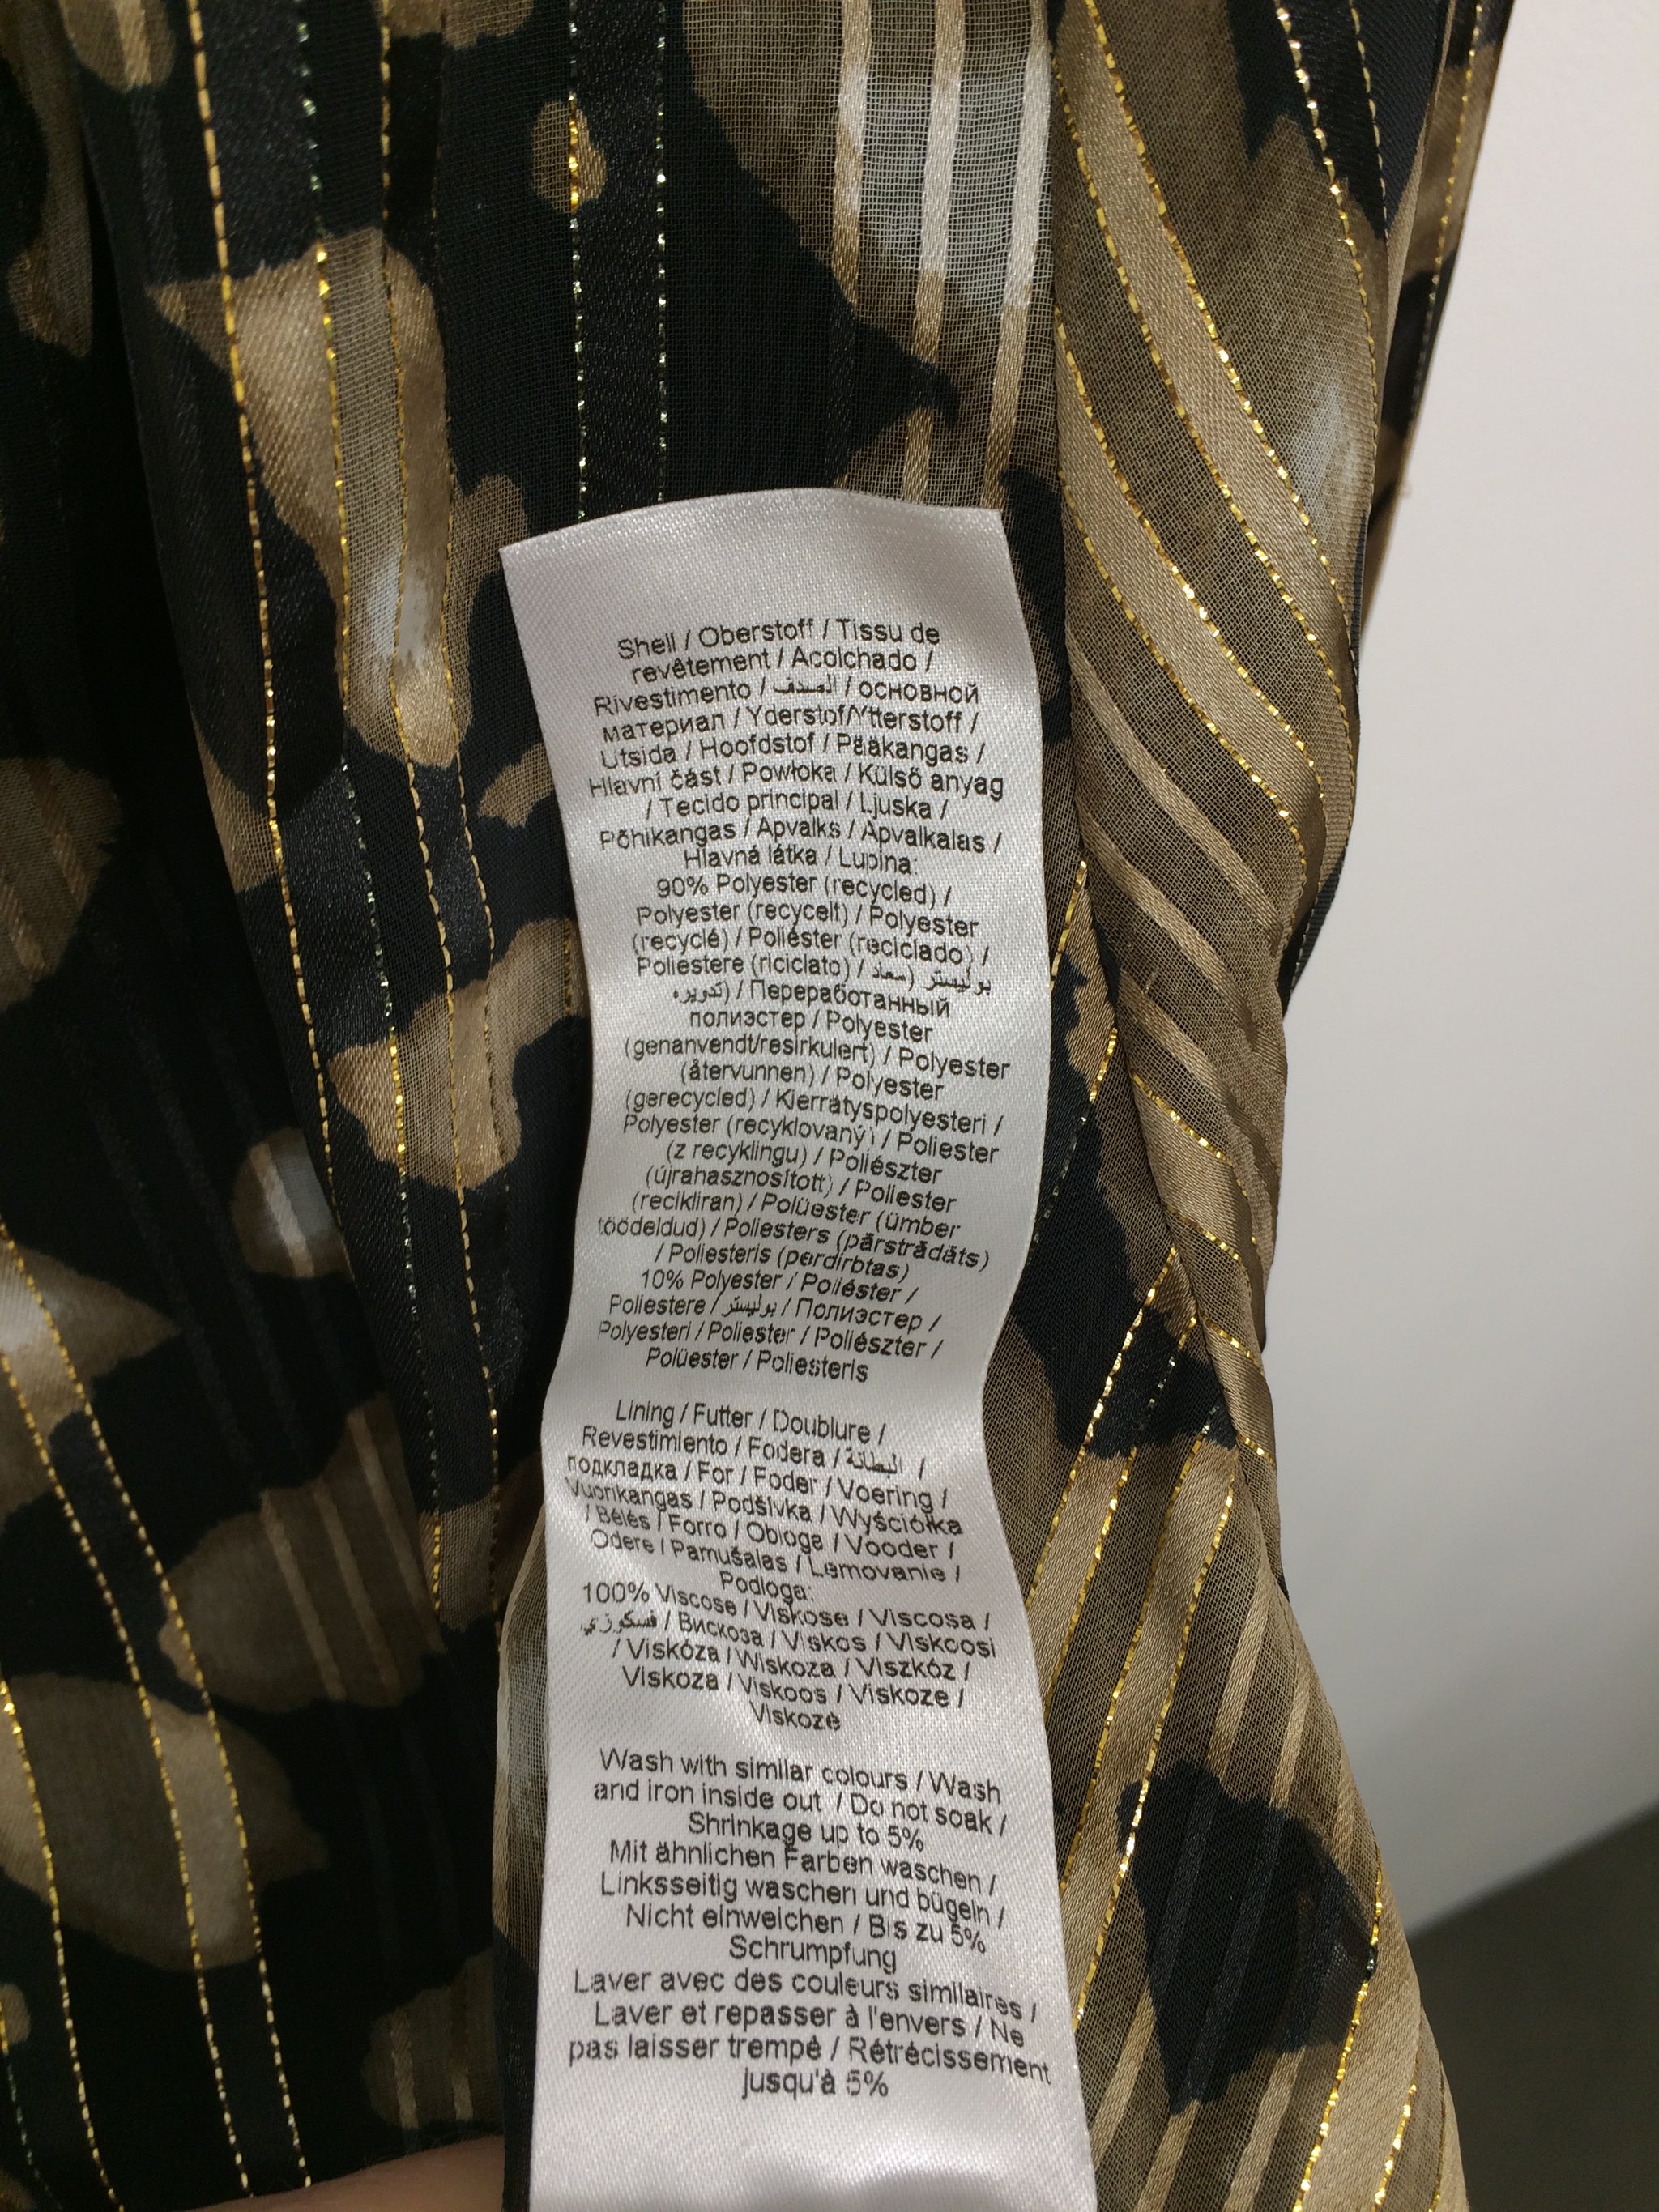 Shell / Oberstoff / Tissu de
revêtement / Acolchado /
Rivestimento / الصدف / основной
материал / Yderstof/Ytterstoff /
Utsida / Hoofdstof / Pääkangas /
Hlavní část / Powłoka / Külső anyag
/ Tecido principal / Ljuska /
Põhikangas / Apvalks / Apvalkalas /
Hlavná látka / Lupina:
90% Polyester (recycled) /
Polyester (recycelt) / Polyester
(recyclé) / Poliéster (reciclado) /
Poliestere (riciclato) / بوليستر (معاد
تدويره) / Переработанный
полиэстер / Polyester
(genanvendt/resirkulert) / Polyester
(återvunnen) / Polyester
(gerecycled) / Kierrätyspolyesteri /
Polyester (recyklovaný) / Poliester
(z recyklingu) / Poliészter
(újrahasznosított) / Poliester
(recikliran) / Polüester (ümber
töödeldud) / Poliesters (pārstrādāts)
/ Poliesteris (perdirbtas)
10% Polyester / Poliéster /
Poliestere / بوليستر / Полиэстер /
Polyesteri / Poliester / Poliészter /
Polüester / Poliesteris
Lining / Futter / Doublure /
Revestimiento / Fodera / البطانة /
подкладка / For / Foder / Voering /
Vuorikangas / Podšívka / Wyściółka
/ Bélés / Forro / Obloga / Vooder /
Odere / Pamušalas / Lemovanie /
Podloga:
100% Viscose / Viskose / Viscosa /
فسكوزي / Вискоза / Viskos / Viskoosi
/ Viskóza / Wiskoza / Viszkóz /
Viskoza / Viskoos / Viskoze /
Viskozė
Wash with similar colours / Wash
and iron inside out / Do not soak /
Shrinkage up to 5%
Mit ähnlichen Farben waschen /
Linksseitig waschen und bügeln /
Nicht einweichen / Bis zu 5%
Schrumpfung
Laver avec des couleurs similaires /
Laver et repasser à l'envers / Ne
pas laisser trempé / Rétrécissement
jusqu'à 5%